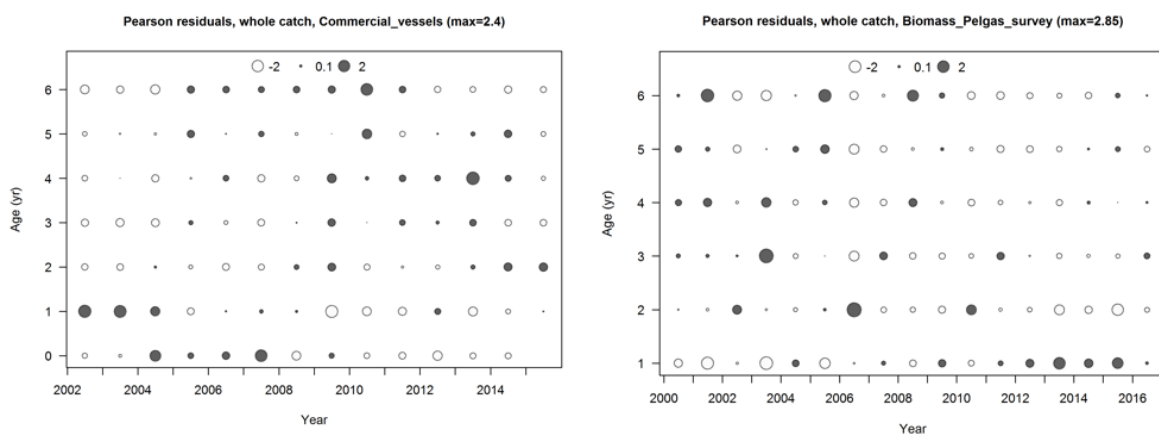 Pearson residuals, whole catch, Commercial_vessels (max=2.4)
-2 0.1 2
6
5
4
3
2
1
0
Age (yr)
2002 2004 2006 2008 2010 2012 2014
Year
Pearson residuals, whole catch, Biomass_Pelgas_survey (max=2.85)
-2 0.1 2
6
5
4
3
2
1
Age (yr)
2000 2002 2004 2006 2008 2010 2012 2014 2016
Year